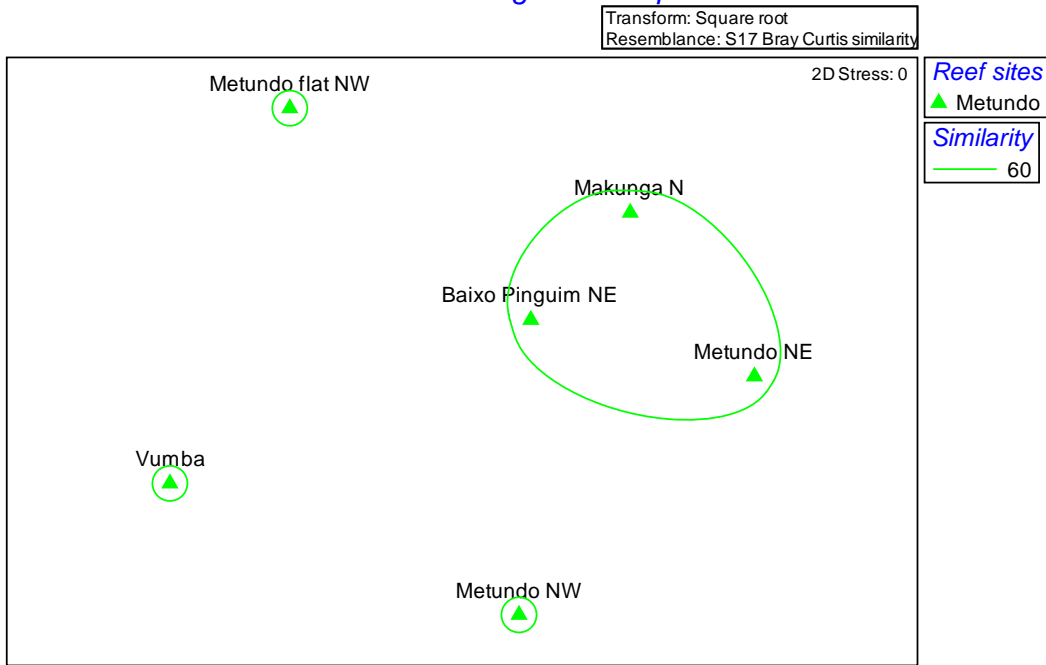 Transform: Square root
Resemblance: S17 Bray Curtis similarity
2D Stress: 0
Reef sites
Metundo
Similarity
60
Metundo flat NW
Makunga N
Baixo Pinguim NE
Metundo NE
Vumba
Metundo NW